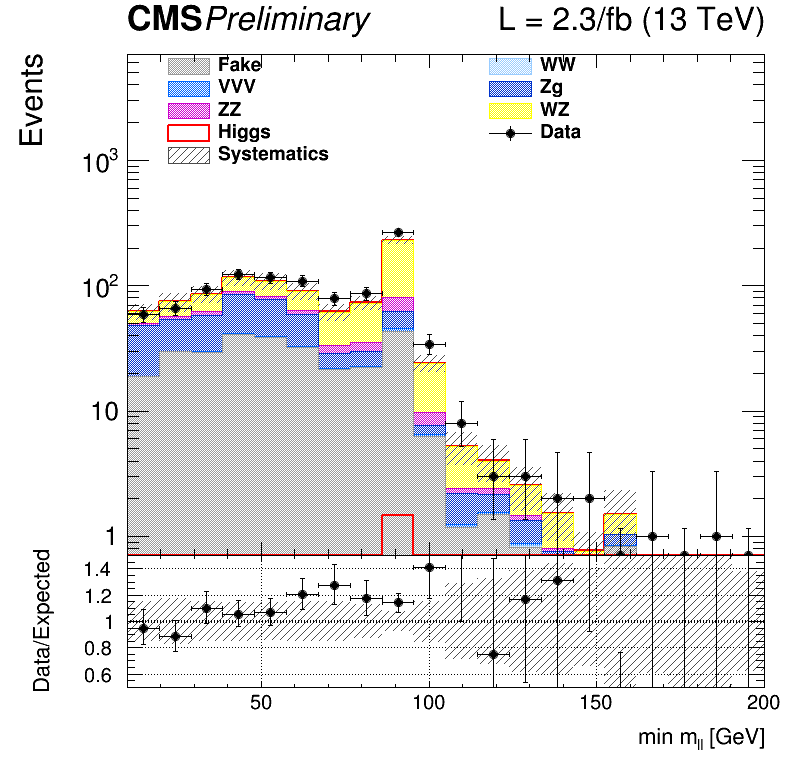 CMS Preliminary L = 2.3/fb (13 TeV)
Events
Fake WW
VVV Zg
ZZ WZ
Higgs Data
Systematics
10³
10²
10
1
Data/Expected
1.4
1.2
1
0.8
0.6
50 100 150 200
min m_ll [GeV]